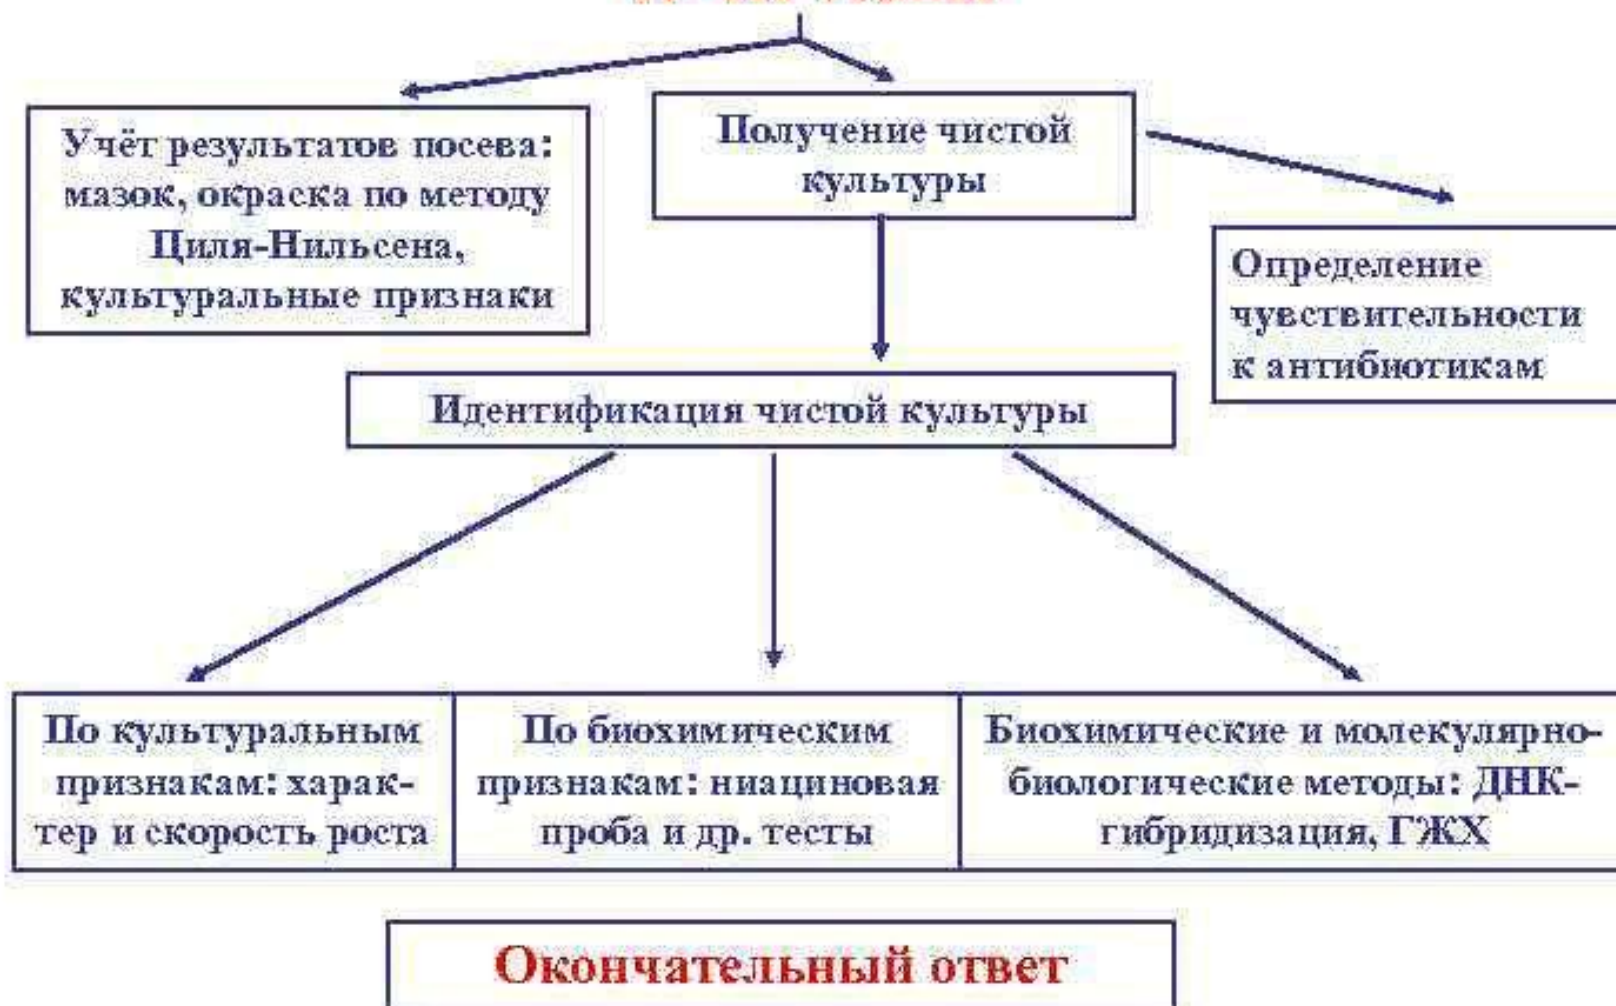 Учёт результатов посева:
мазок, окраска по методу
Циля-Нильсена,
культуральные признаки
Получение чистой
культуры
Определение
чувствительности
к антибиотикам
Идентификация чистой культуры
По культуральным
признакам: харак-
тер и скорость роста
По биохимическим
признакам: ниациновая
проба и др. тесты
Биохимические и молекулярно-
биологические методы: ДНК-
гибридизация, ГЖХ
Окончательный ответ